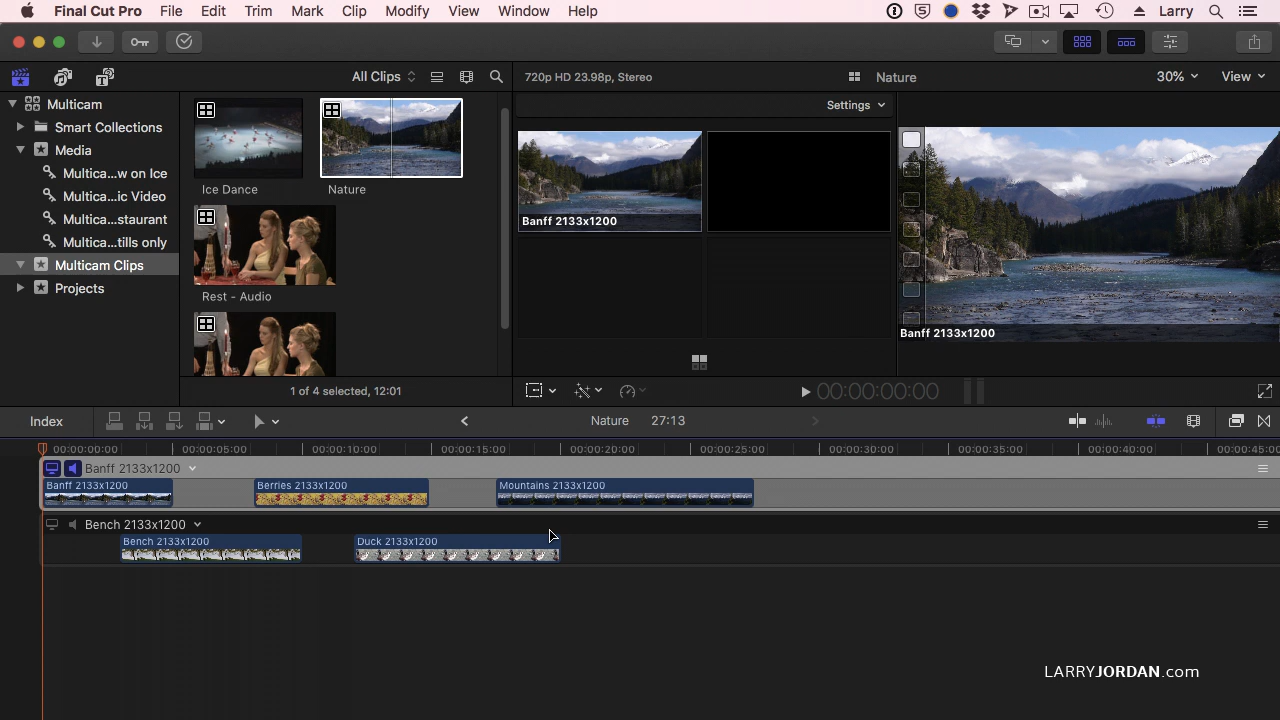 Final Cut Pro File Edit Trim Mark Clip Modify View Window Help Larry
All Clips 720p HD 23.98p, Stereo Nature 30% View
Multicam
Smart Collections
Media
Multica...w on Ice
Multica...ic Video
Multica...staurant
Multica...tills only
Multicam Clips
Projects
Ice Dance
Nature
Rest - Audio
1 of 4 selected, 12:01
Settings
Banff 2133x1200
Banff 2133x1200
00:00:00:00
Index
Nature 27:13
00:00:00:00 00:00:05:00 00:00:10:00 00:00:15:00 00:00:20:00 00:00:25:00 00:00:30:00 00:00:35:00 00:00:40:00 00:00:45:00
Banff 2133x1200
Banff 2133x1200 Berries 2133x1200 Mountains 2133x1200
Bench 2133x1200
Bench 2133x1200 Duck 2133x1200
LARRYJORDAN.com